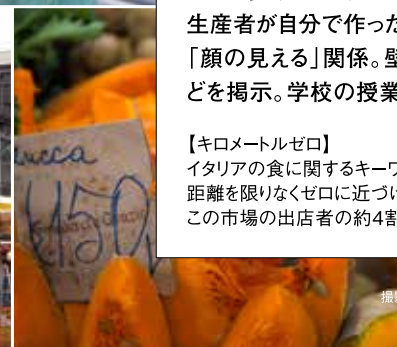 生産者が自分で作った
「顔の見える」関係。壁
どを掲示。学校の授業
【キロメートルゼロ】
イタリアの食に関するキーワ
距離を限りなくゼロに近づけ
この市場の出店者の約4割
ucca
€1,50
撮影